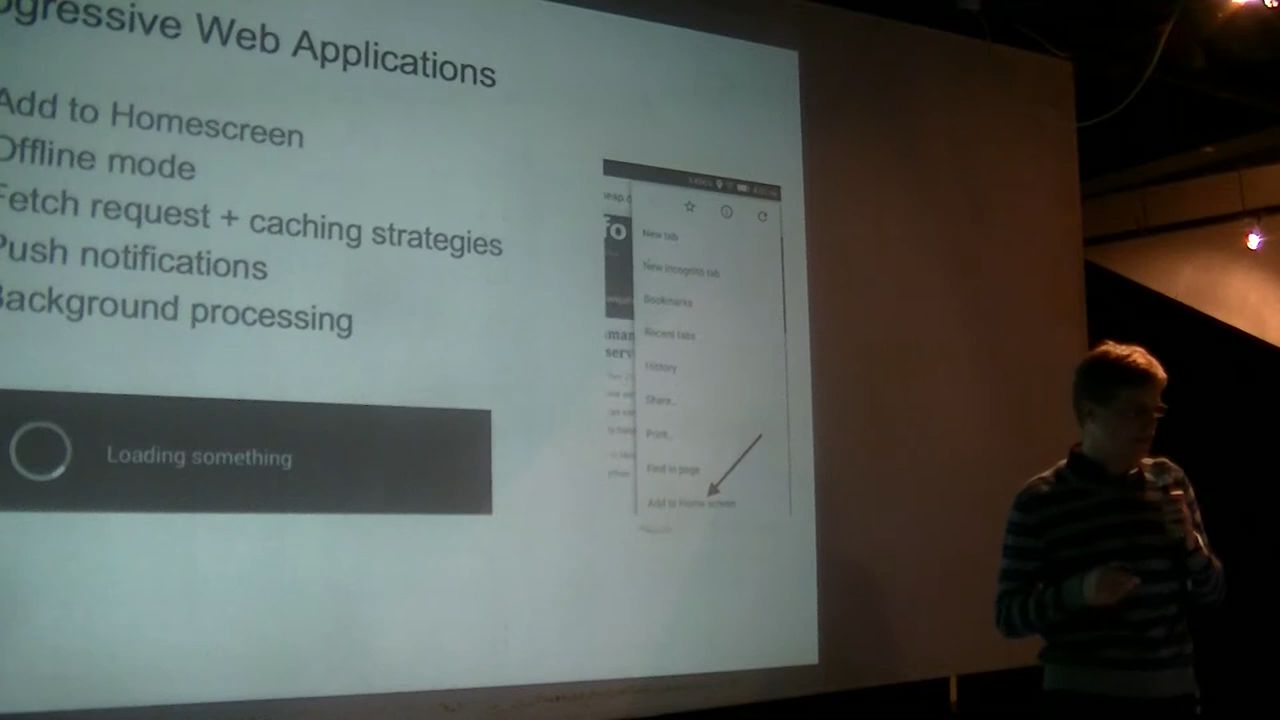 ogressive Web Applications
Add to Homescreen
Offline mode
Fetch request + caching strategies
Push notifications
Background processing
Loading something
New tab
New incognito tab
Bookmarks
Recent tabs
History
Share...
Print...
Find in page
Add to Home screen